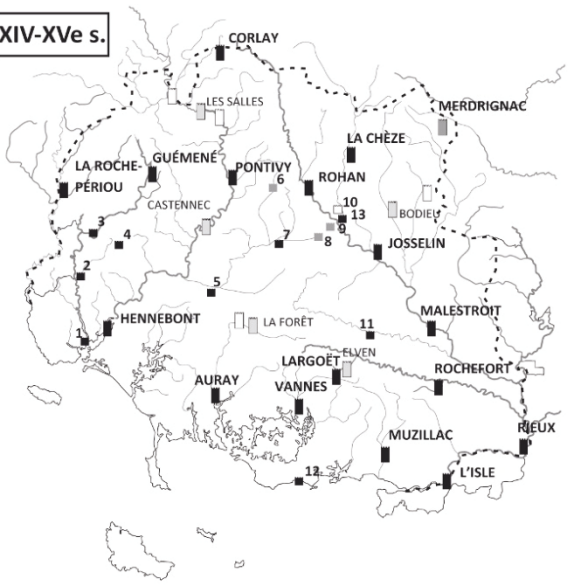 XIV-XVe s.
CORLAY
LES SALLES
MERDRIGNAC
LA CHÈZE
LA ROCHE-
PÉRIOU
GUÉMENÉ
PONTIVY
6
ROHAN
CASTENNEC
10
13
BODIEU
3
4
9
8
7
JOSSELIN
2
5
HENNEBONT
LA FORÊT
11
MALESTROIT
1
LARGOËT
ELVEN
ROCHEFORT
AURAY
VANNES
MUZILLAC
RIEUX
12
L'ISLE